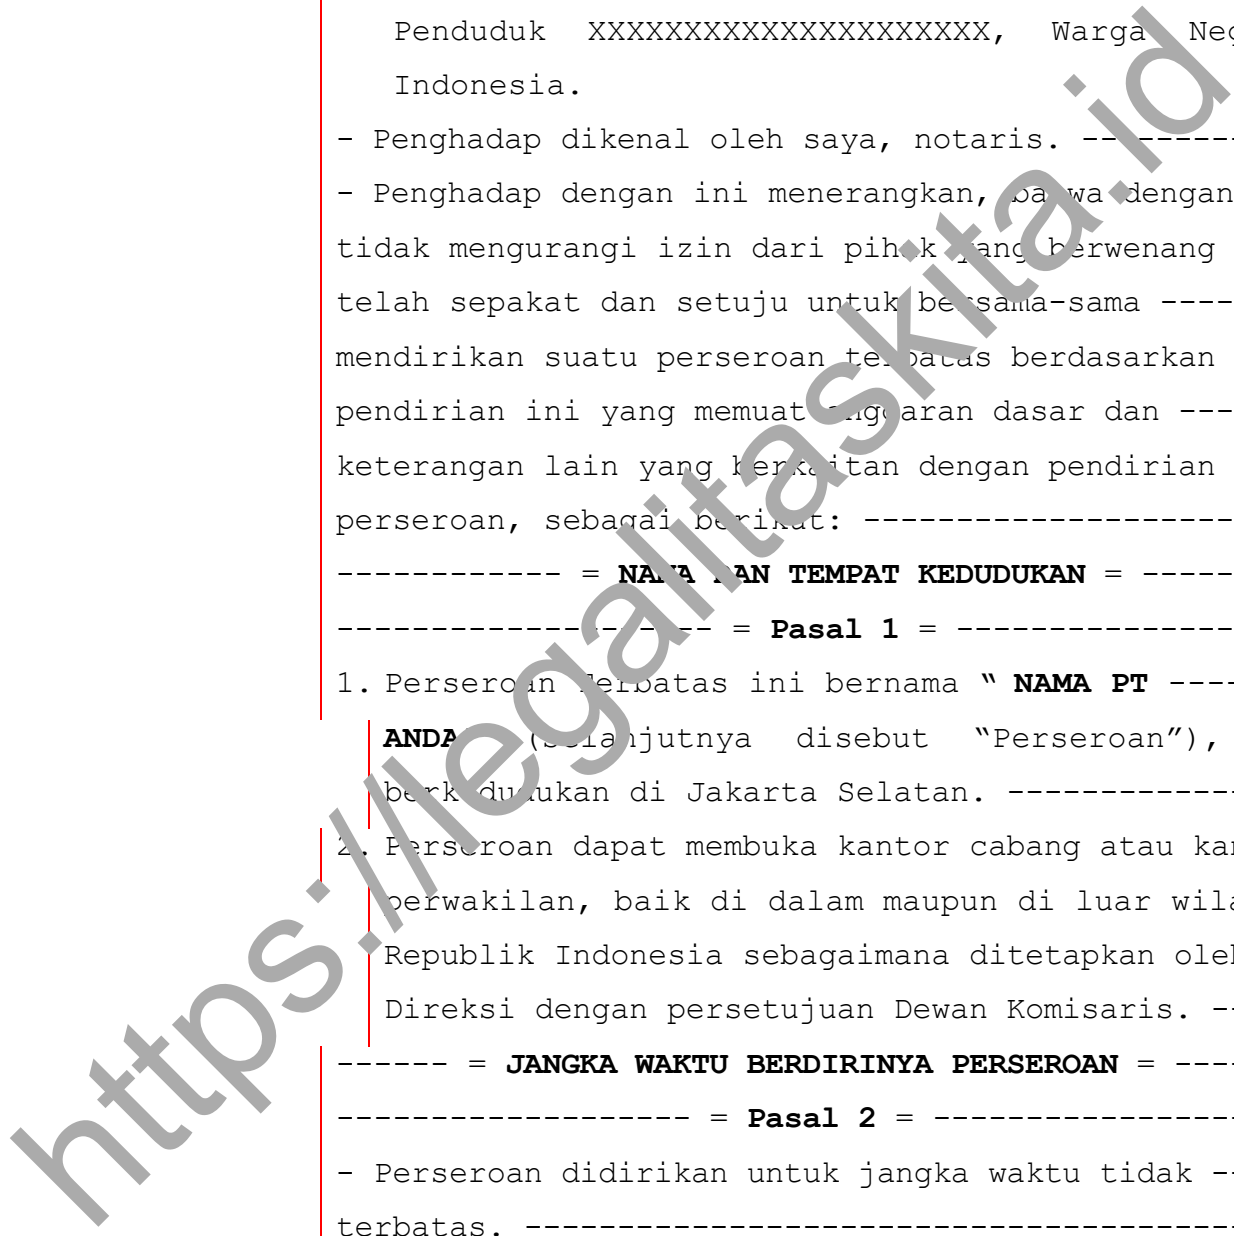 Penduduk XXXXXXXXXXXXXXXXXXXXX, Warga Neg
Indonesia.
- Penghadap dikenal oleh saya, notaris. ---------
- Penghadap dengan ini menerangkan, bahwa dengan
tidak mengurangi izin dari pihak yang berwenang
telah sepakat dan setuju untuk bersama-sama ----
mendirikan suatu perseroan terbatas berdasarkan
pendirian ini yang memuat anggaran dasar dan ---
keterangan lain yang berkaitan dengan pendirian
perseroan, sebagai berikut: --------------------
------------ = NAMA DAN TEMPAT KEDUDUKAN = -----
-------------------- = Pasal 1 = ---------------
1. Perseroan Terbatas ini bernama “ NAMA PT ----
ANDA (selanjutnya disebut “Perseroan”),
berkedudukan di Jakarta Selatan. -------------
2. Perseroan dapat membuka kantor cabang atau kan
perwakilan, baik di dalam maupun di luar wila
Republik Indonesia sebagaimana ditetapkan oleh
Direksi dengan persetujuan Dewan Komisaris. --
------ = JANGKA WAKTU BERDIRINYA PERSEROAN = ----
------------------- = Pasal 2 = -----------------
- Perseroan didirikan untuk jangka waktu tidak --
terbatas. ---------------------------------------
https://legalitaskita.id